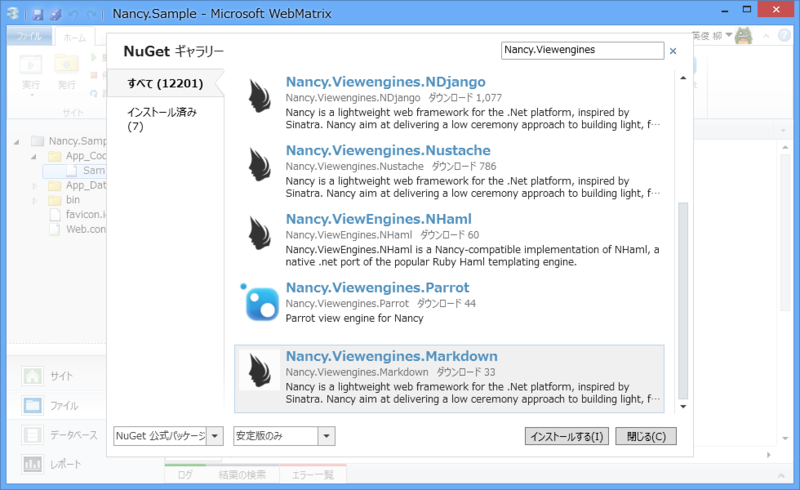 Nancy.Sample - Microsoft WebMatrix
ファイル
ホーム
英俊 柳
実行
発行
サイト
NuGet ギャラリー
Nancy.Viewengines
すべて (12201)
インストール済み
(7)
Nancy.Viewengines.NDjango
Nancy.Viewengines.NDjango ダウンロード 1,077
Nancy is a lightweight web framework for the .Net platform, inspired by
Sinatra. Nancy aim at delivering a low ceremony approach to building light, f…
Nancy.Viewengines.Nustache
Nancy.Viewengines.Nustache ダウンロード 786
Nancy is a lightweight web framework for the .Net platform, inspired by
Sinatra. Nancy aim at delivering a low ceremony approach to building light, f…
Nancy.ViewEngines.NHaml
Nancy.ViewEngines.NHaml ダウンロード 60
Nancy.ViewEngines.NHaml is a Nancy-compatible implementation of NHaml, a
native .net port of the popular Ruby Haml templating engine.
Nancy.Viewengines.Parrot
Nancy.Viewengines.Parrot ダウンロード 44
Parrot view engine for Nancy
Nancy.Viewengines.Markdown
Nancy.Viewengines.Markdown ダウンロード 33
Nancy is a lightweight web framework for the .Net platform, inspired by
Sinatra. Nancy aim at delivering a low ceremony approach to building light, f…
NuGet 公式パッケージ
安定版のみ
インストールする(I)
閉じる(C)
Nancy.Samp
App_Cod
Sam
App_Dat
bin
favicon.i
Web.con
サイト
ファイル
データベース
レポート
ログ
結果の検索
エラー一覧